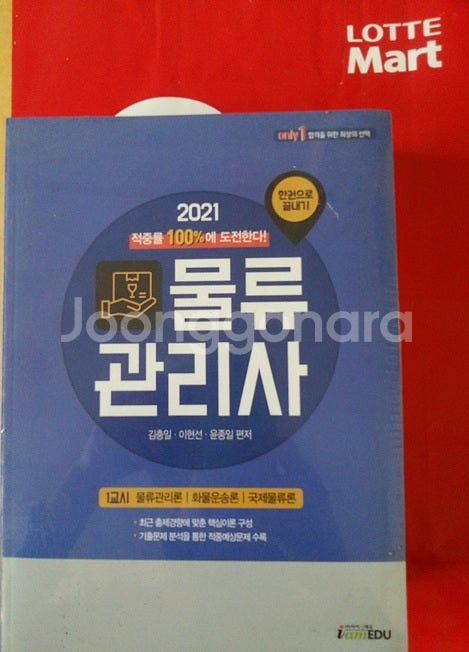 LOTTE
Mart
only 1 합격을 위한 최상의 선택
한권으로
끝내기
2021
적중률 100%에 도전한다!
물류
관리사
Joonggonara
김충일 · 이현선 · 윤종일 편저
1교시 물류관리론 | 화물운송론 | 국제물류론
· 최근 출제경향에 맞춘 핵심이론 구성
· 기출문제 분석을 통한 적중예상문제 수록
iamEDU